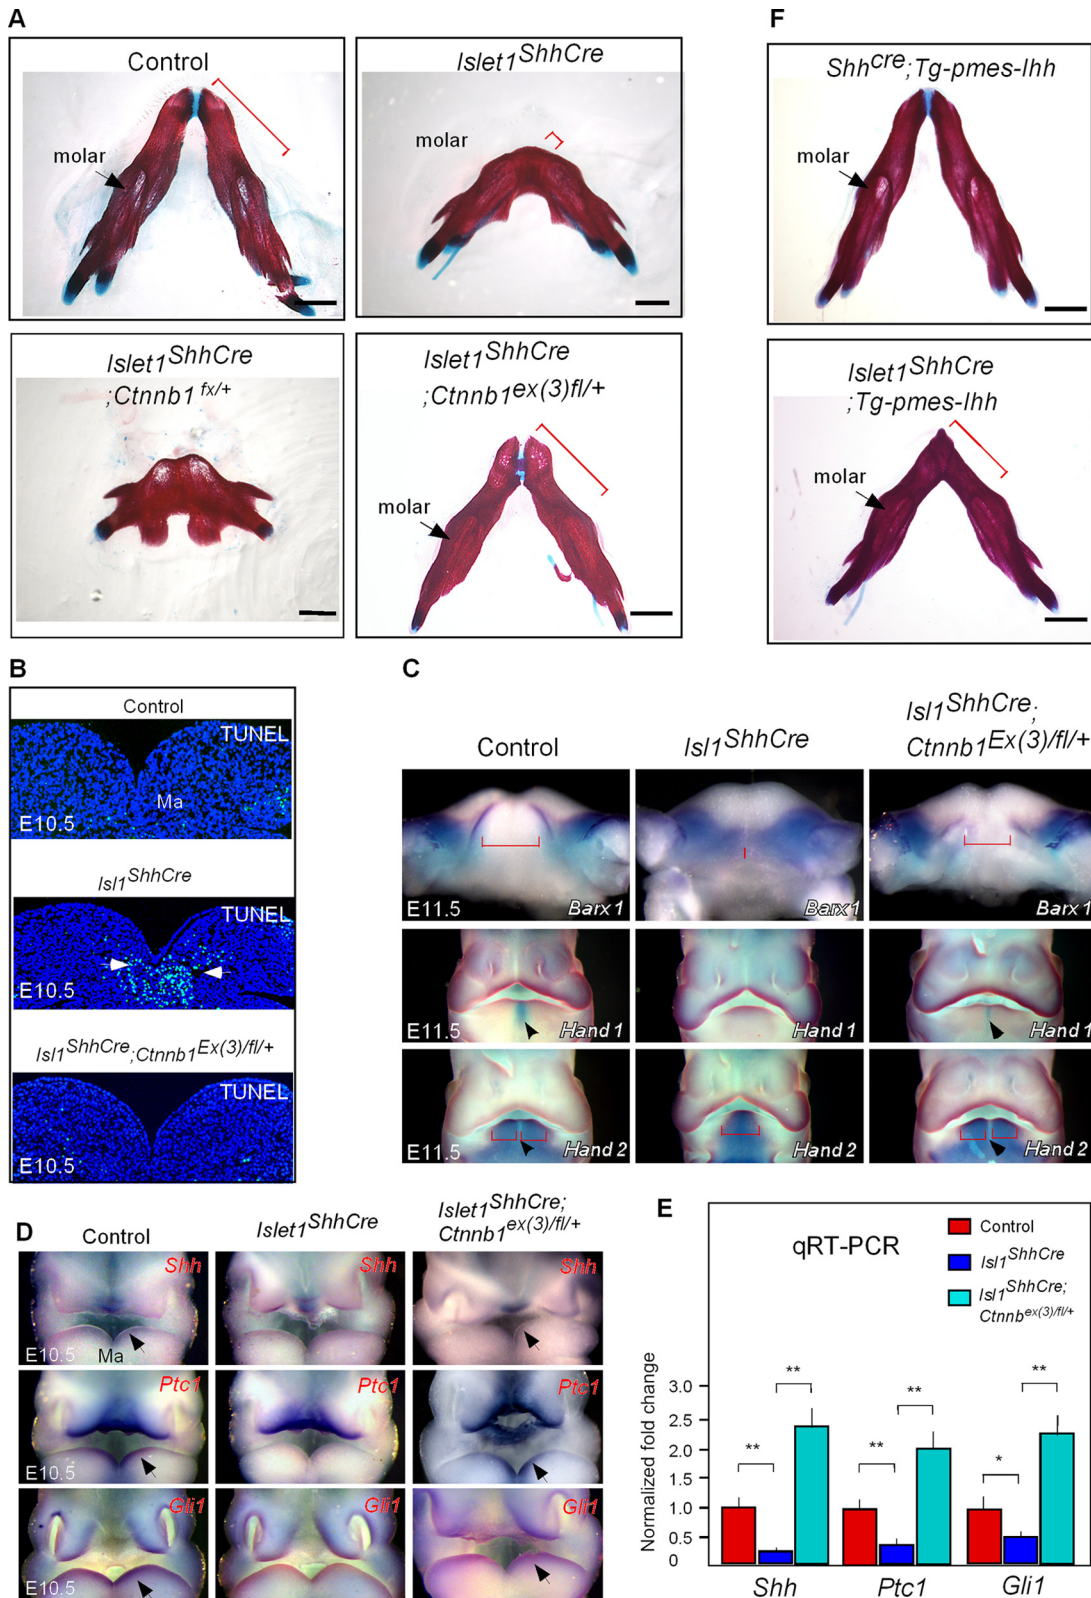 A
Control
molar
Islet1ShhCre
molar
Islet1ShhCre
;Ctnnb1 fx/+
Islet1ShhCre
;Ctnnb1ex(3)fl/+
molar
F
Shhcre;Tg-pmes-Ihh
molar
Islet1ShhCre
;Tg-pmes-Ihh
molar
B
Control
TUNEL
Ma
E10.5
Isl1ShhCre
TUNEL
E10.5
Isl1ShhCre;Ctnnb1Ex(3)/fl/+
TUNEL
E10.5
C
Control
Isl1ShhCre
Isl1ShhCre;
Ctnnb1Ex(3)/fl/+
E11.5 Barx1 Barx1 Barx1
E11.5 Hand1 Hand1 Hand1
E11.5 Hand2 Hand2 Hand2
D
Control
Islet1ShhCre
Islet1ShhCre;
Ctnnb1ex(3)/fl/+
Shh Shh Shh
E10.5 Ma
Ptc1 Ptc1 Ptc1
E10.5
Gli1 Gli1 Gli1
E10.5
E
qRT-PCR
Control
Isl1ShhCre
Isl1ShhCre;
Ctnnbex(3)/fl/+
Normalized fold change
3.0
2.5
2.0
1.5
1.0
0.5
0
** ** ** ** * **
Shh Ptc1 Gli1